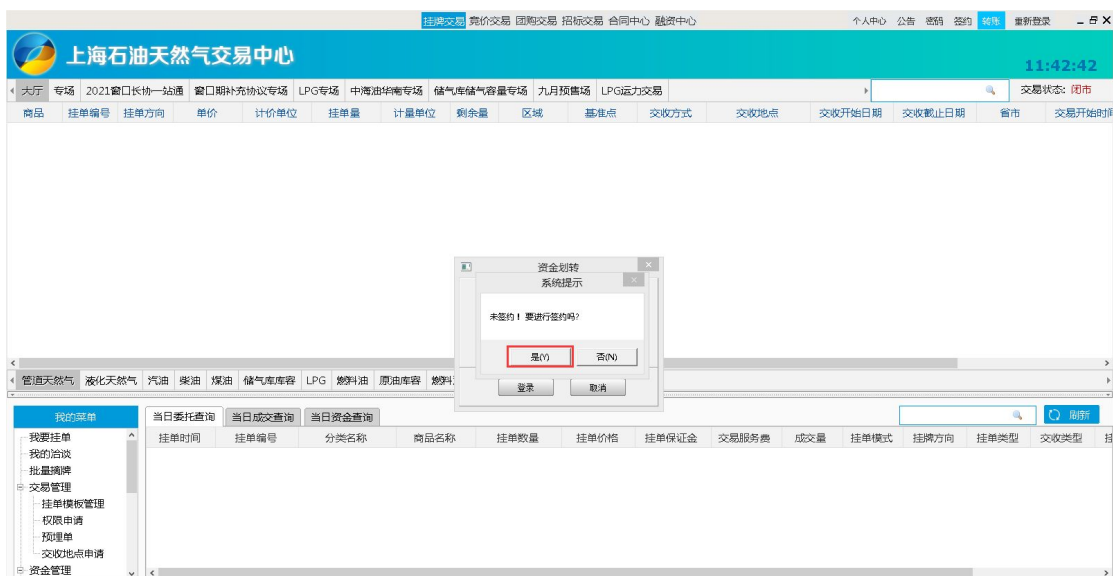 挂牌交易 竞价交易 团购交易 招标交易 合同中心 融资中心 个人中心 公告 密码 签约 转账 重新登录
上海石油天然气交易中心
11:42:42
大厅 专场 2021窗口长协一站通 窗口期补充协议专场 LPG专场 中海油华南专场 储气库储气容量专场 九月预售场 LPG运力交易 交易状态: 闭市
商品 挂单编号 挂单方向 单价 计价单位 挂单量 计量单位 剩余量 区域 基准点 交收方式 交收地点 交收开始日期 交收截止日期 省市 交易开始时间
资金划转
系统提示
未签约！要进行签约吗?
是(Y) 否(N)
登录 取消
管道天然气 液化天然气 汽油 柴油 煤油 储气库库容 LPG 燃料油 原油库容 燃料
我的菜单 当日委托查询 当日成交查询 当日资金查询 刷新
挂单时间 挂单编号 分类名称 商品名称 挂单数量 挂单价格 挂单保证金 交易服务费 成交量 挂单模式 挂牌方向 挂单类型 交收类型 挂
我要挂单
我的洽谈
批量摘牌
交易管理
挂单模板管理
权限申请
预埋单
交收地点申请
资金管理